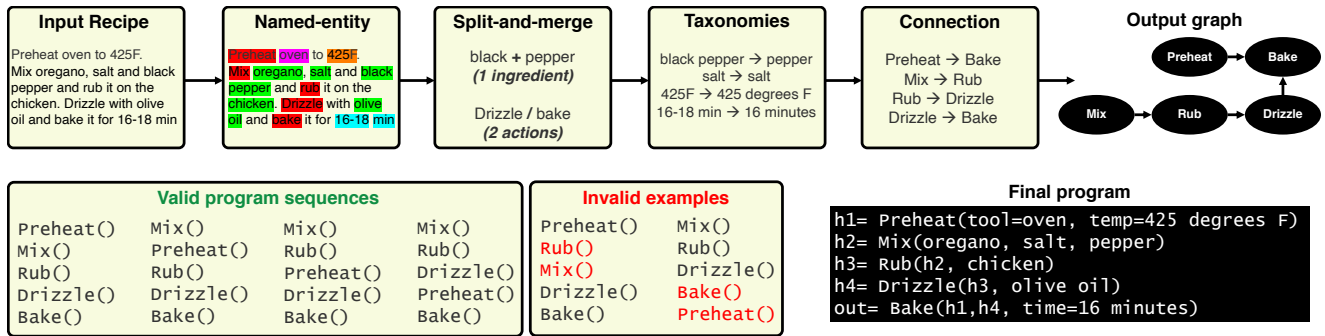 Input Recipe
Preheat oven to 425F.
Mix oregano, salt and black
pepper and rub it on the
chicken. Drizzle with olive
oil and bake it for 16-18 min
Named-entity
Preheat oven to 425F.
Mix oregano, salt and black
pepper and rub it on the
chicken. Drizzle with olive
oil and bake it for 16-18 min
Split-and-merge
black + pepper
(1 ingredient)
Drizzle / bake
(2 actions)
Taxonomies
black pepper → pepper
salt → salt
425F → 425 degrees F
16-18 min → 16 minutes
Connection
Preheat → Bake
Mix → Rub
Rub → Drizzle
Drizzle → Bake
Output graph
Preheat Bake
Mix Rub Drizzle
Valid program sequences
Preheat() Mix() Mix() Mix()
Mix() Preheat() Rub() Rub()
Rub() Rub() Preheat() Drizzle()
Drizzle() Drizzle() Drizzle() Preheat()
Bake() Bake() Bake() Bake()
Invalid examples
Preheat() Mix()
Rub() Rub()
Mix() Drizzle()
Drizzle() Bake()
Bake() Preheat()
Final program
h1= Preheat(tool=oven, temp=425 degrees F)
h2= Mix(oregano, salt, pepper)
h3= Rub(h2, chicken)
h4= Drizzle(h3, olive oil)
out= Bake(h1,h4, time=16 minutes)